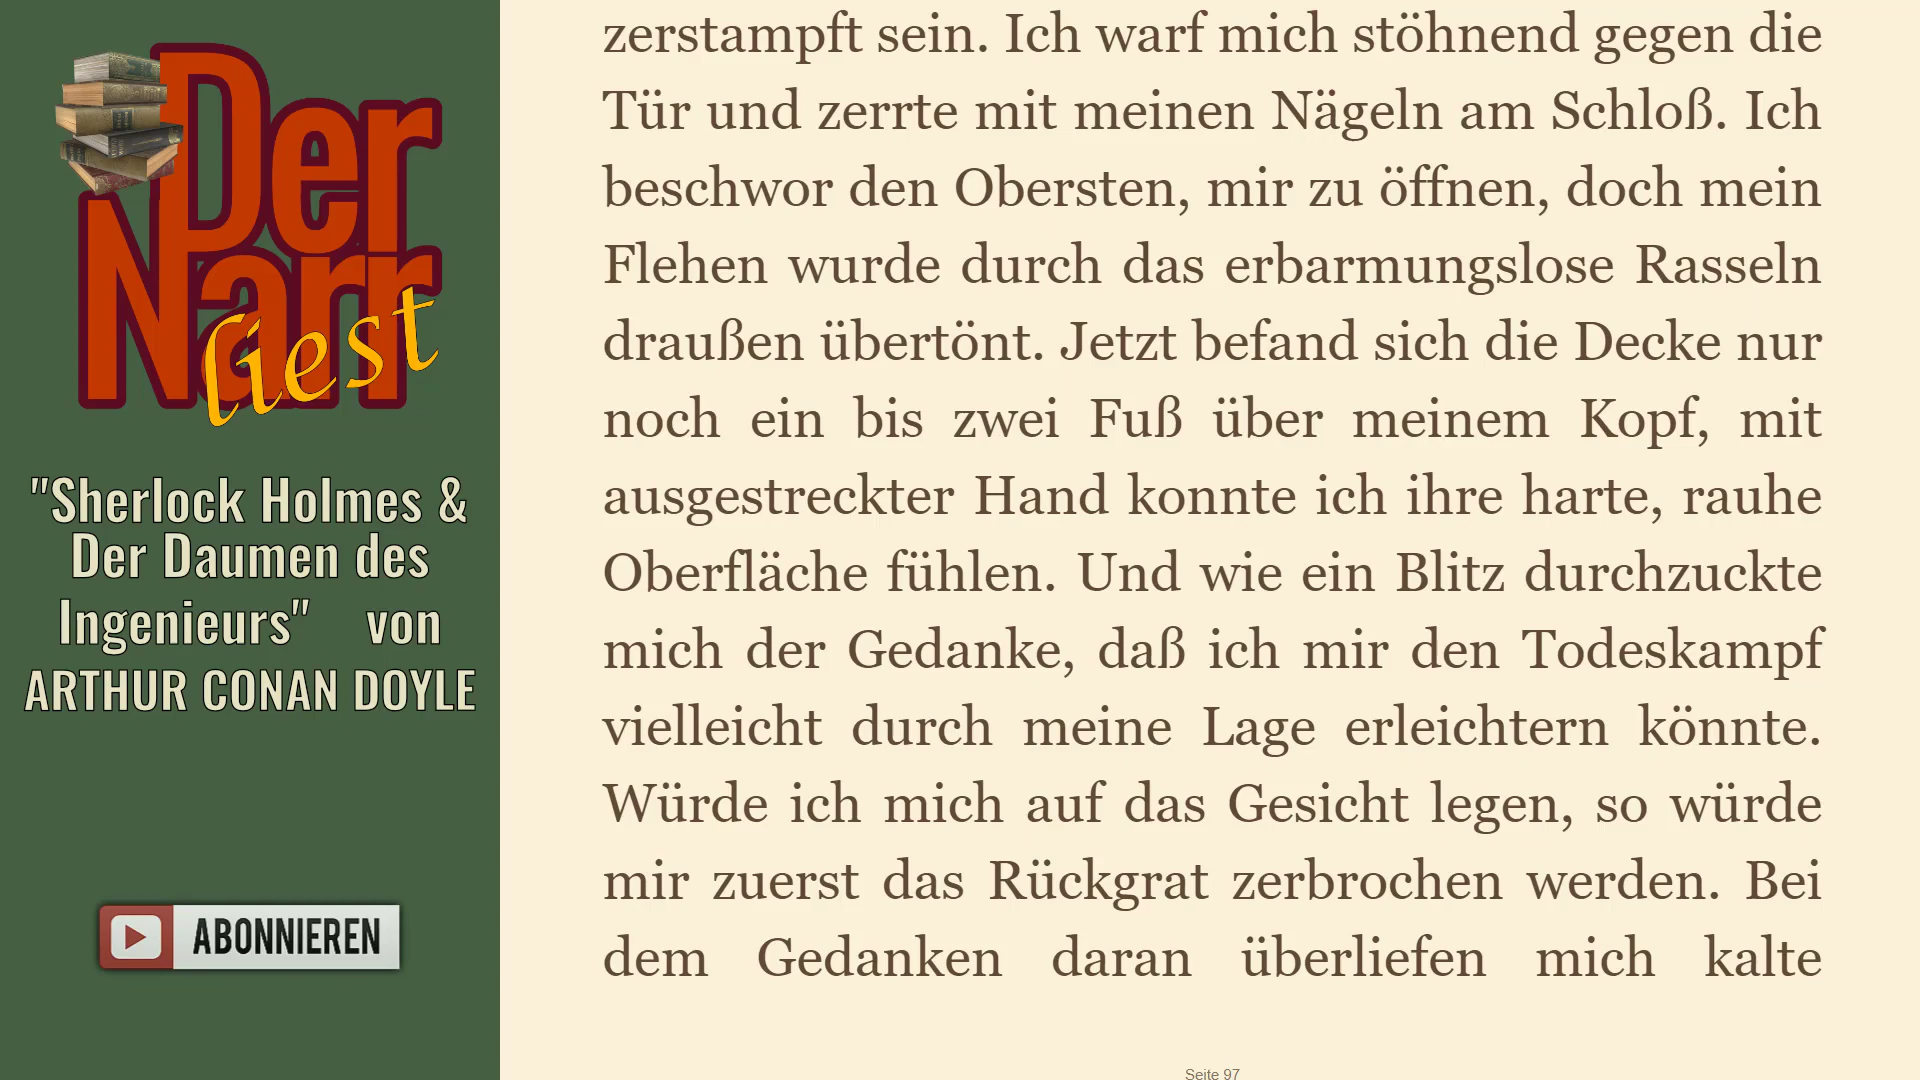 Der
Narr
liest
"Sherlock Holmes &
Der Daumen des
Ingenieurs" von
ARTHUR CONAN DOYLE
ABONNIEREN
zerstampft sein. Ich warf mich stöhnend gegen die
Tür und zerrte mit meinen Nägeln am Schloß. Ich
beschwor den Obersten, mir zu öffnen, doch mein
Flehen wurde durch das erbarmungslose Rasseln
draußen übertönt. Jetzt befand sich die Decke nur
noch ein bis zwei Fuß über meinem Kopf, mit
ausgestreckter Hand konnte ich ihre harte, rauhe
Oberfläche fühlen. Und wie ein Blitz durchzuckte
mich der Gedanke, daß ich mir den Todeskampf
vielleicht durch meine Lage erleichtern könnte.
Würde ich mich auf das Gesicht legen, so würde
mir zuerst das Rückgrat zerbrochen werden. Bei
dem Gedanken daran überliefen mich kalte
Seite 97